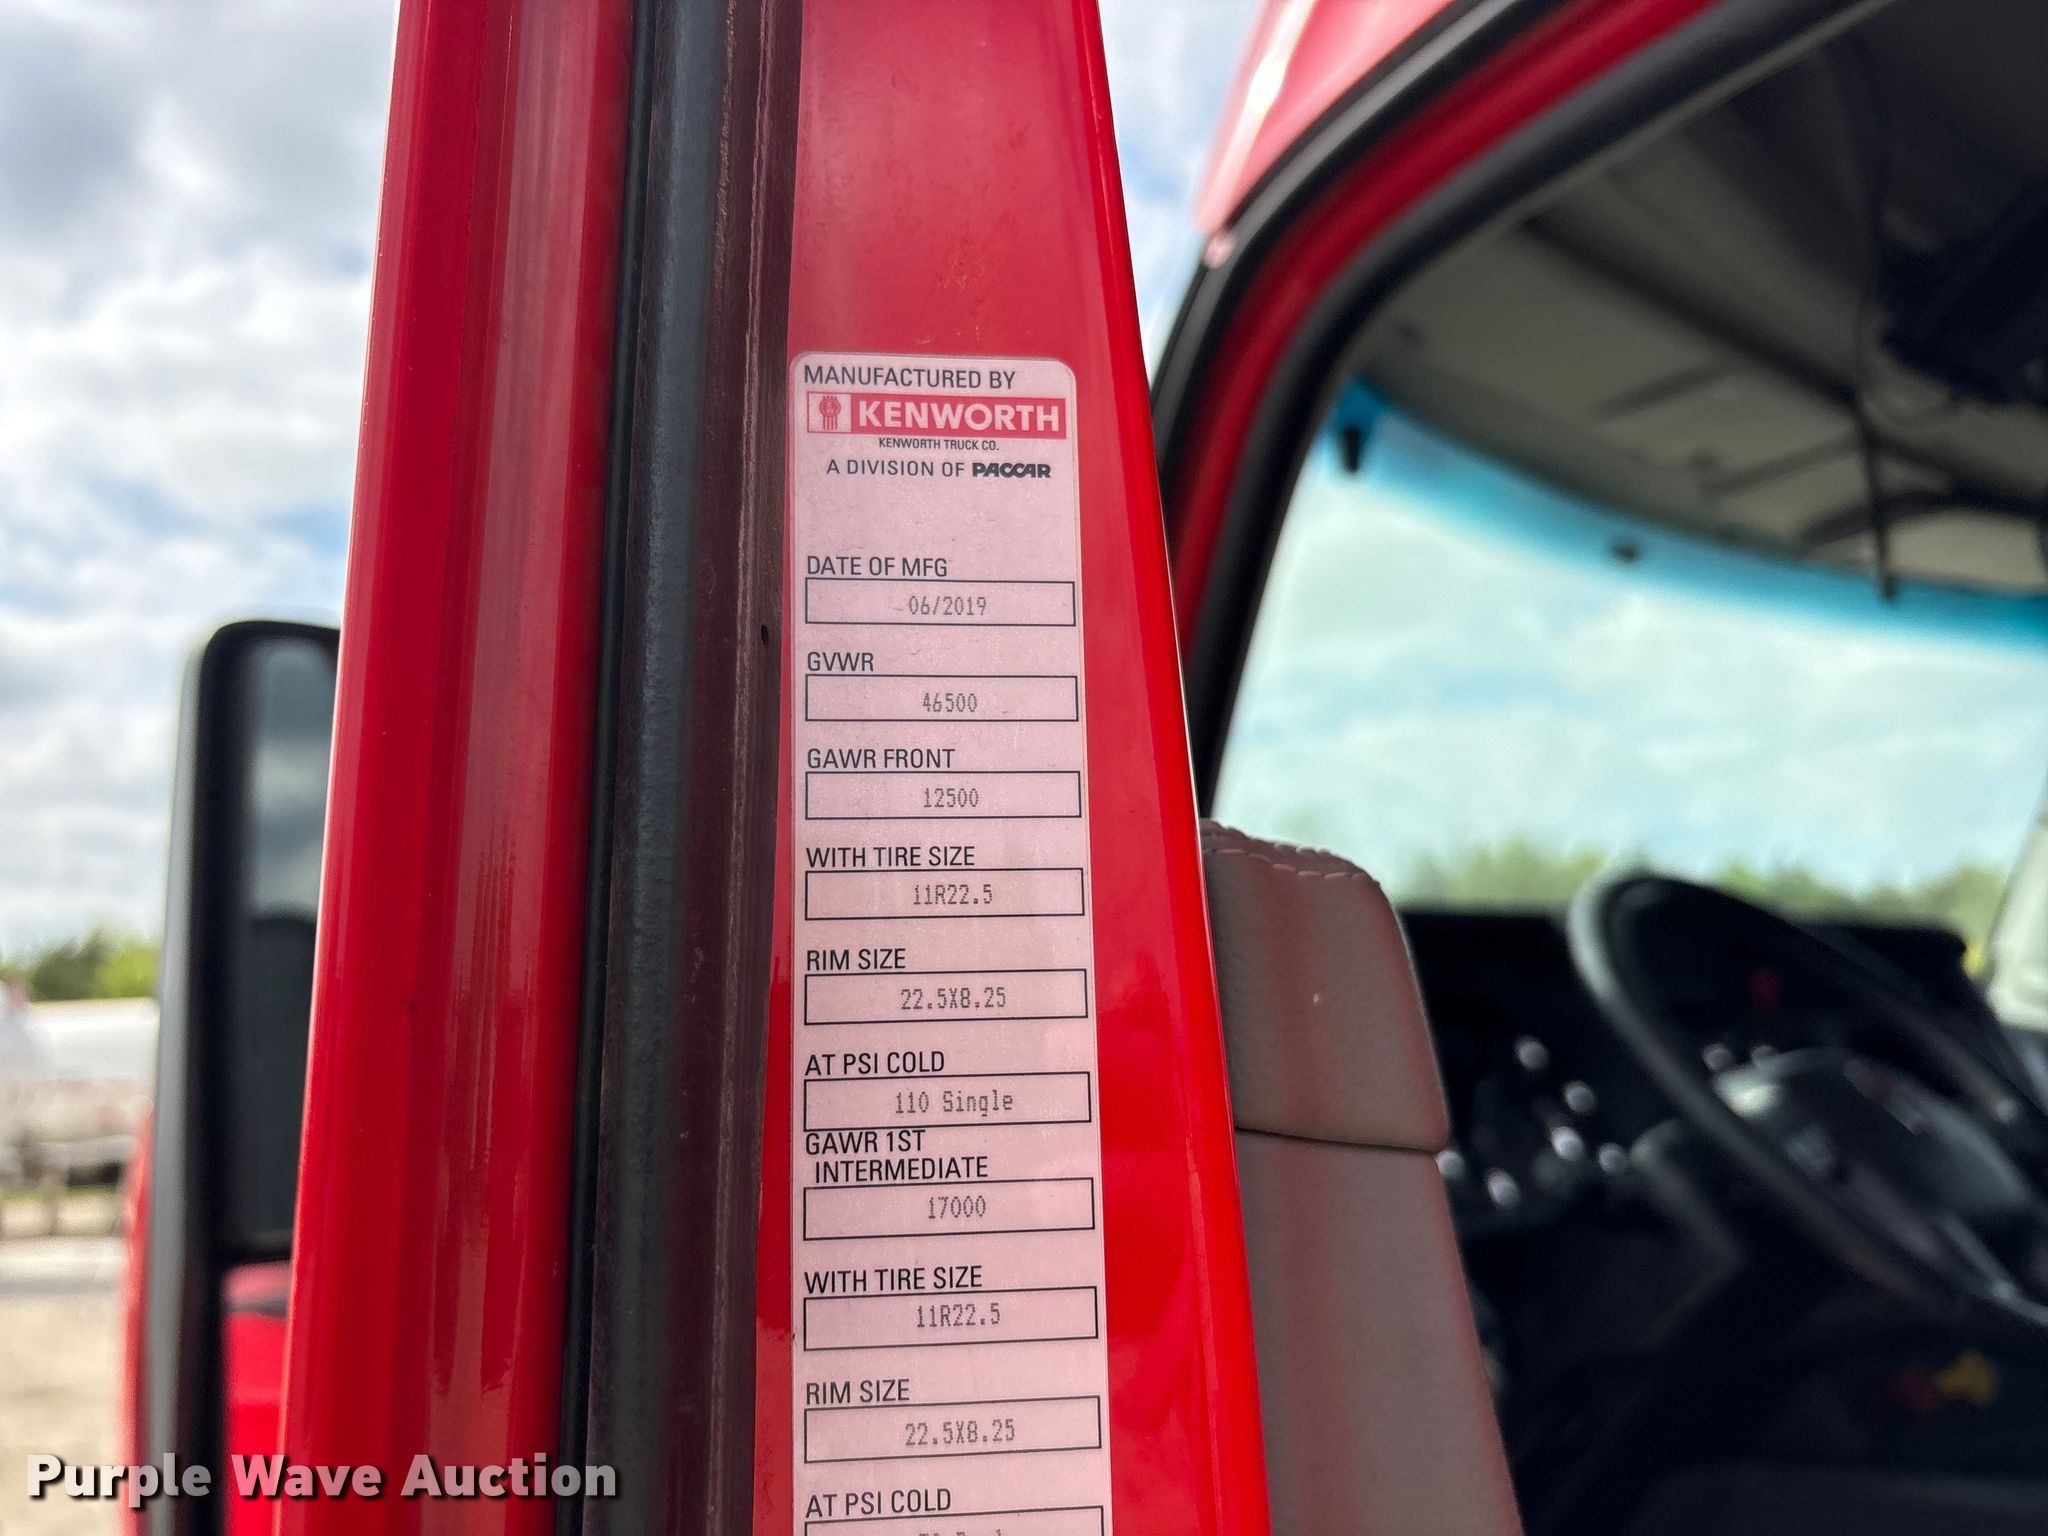 MANUFACTURED BY
KENWORTH
KENWORTH TRUCK CO.
A DIVISION OF PACCAR
DATE OF MFG
06/2019
GVWR
46500
GAWR FRONT
12500
WITH TIRE SIZE
11R22.5
RIM SIZE
22.5X8.25
AT PSI COLD
110 Single
GAWR 1ST
INTERMEDIATE
17000
WITH TIRE SIZE
11R22.5
RIM SIZE
22.5X8.25
AT PSI COLD
Purple Wave Auction